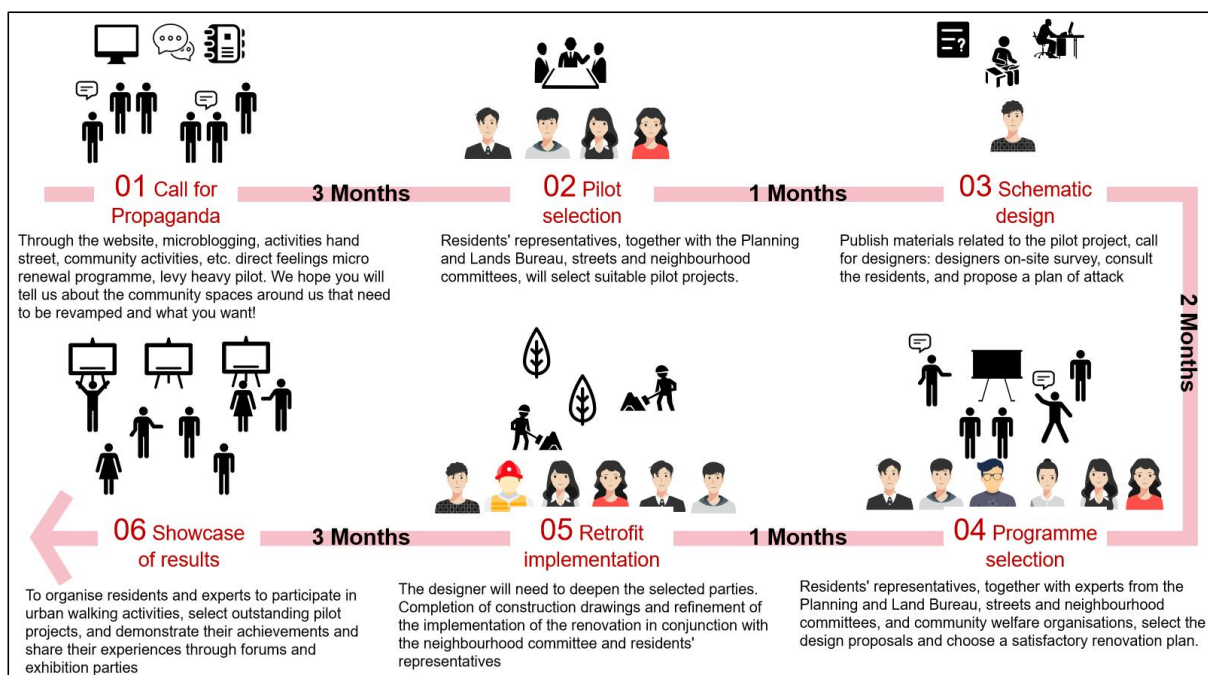 01 Call for
Propaganda
3 Months
02 Pilot
selection
1 Months
03 Schematic
design
Through the website, microblogging, activities hand
street, community activities, etc. direct feelings micro
renewal programme, levy heavy pilot. We hope you will
tell us about the community spaces around us that need
to be revamped and what you want!
Residents' representatives, together with the Planning
and Lands Bureau, streets and neighbourhood
committees, will select suitable pilot projects.
Publish materials related to the pilot project, call
for designers: designers on-site survey, consult
the residents, and propose a plan of attack
2 Months
04 Programme
selection
1 Months
05 Retrofit
implementation
3 Months
06 Showcase
of results
Residents' representatives, together with experts from the
Planning and Land Bureau, streets and neighbourhood
committees, and community welfare organisations, select the
design proposals and choose a satisfactory renovation plan.
The designer will need to deepen the selected parties.
Completion of construction drawings and refinement of
the implementation of the renovation in conjunction with
the neighbourhood committee and residents'
representatives
To organise residents and experts to participate in
urban walking activities, select outstanding pilot
projects, and demonstrate their achievements and
share their experiences through forums and
exhibition parties